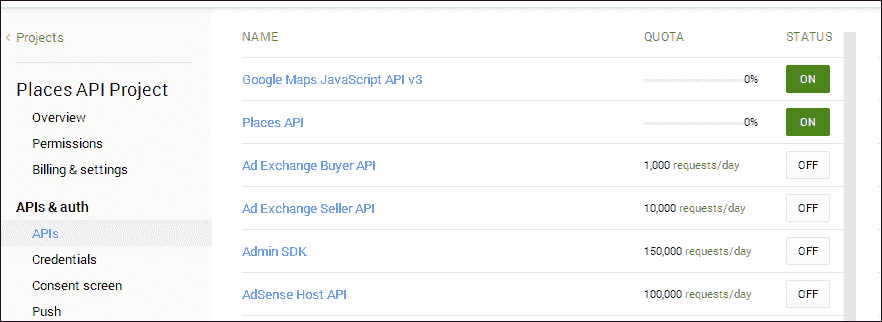 < Projects
Places API Project
Overview
Permissions
Billing & settings
APIs & auth
APIs
Credentials
Consent screen
Push
NAME QUOTA STATUS
Google Maps JavaScript API v3 0% ON
Places API 0% ON
Ad Exchange Buyer API 1,000 requests/day OFF
Ad Exchange Seller API 10,000 requests/day OFF
Admin SDK 150,000 requests/day OFF
AdSense Host API 100,000 requests/day OFF